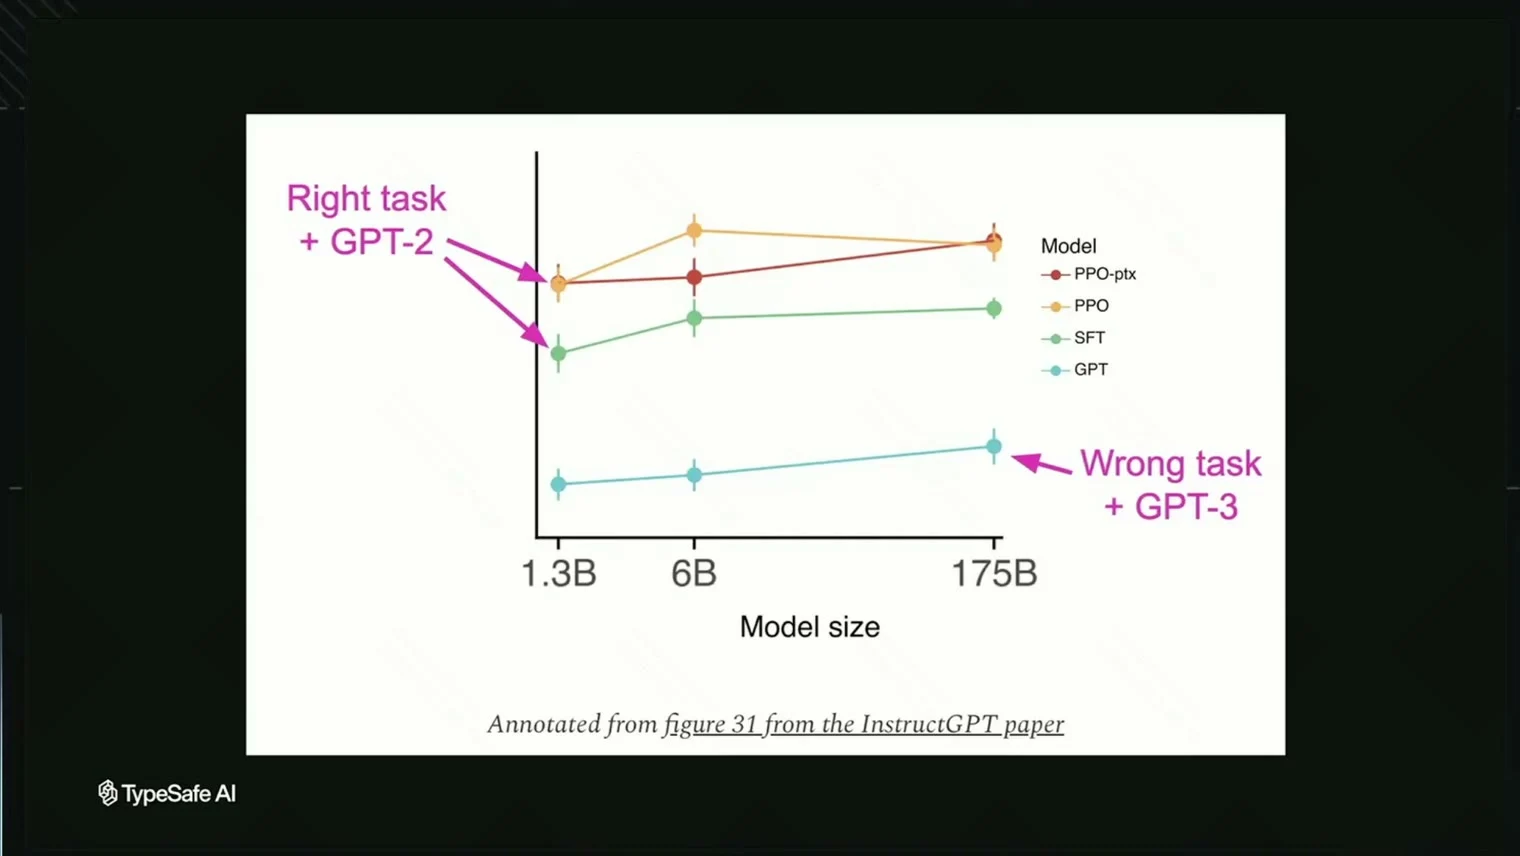 Right task
+ GPT-2
Model
PPO-ptx
PPO
SFT
GPT
Wrong task
+ GPT-3
1.3B
6B
175B
Model size
Annotated from figure 31 from the InstructGPT paper
TypeSafe AI